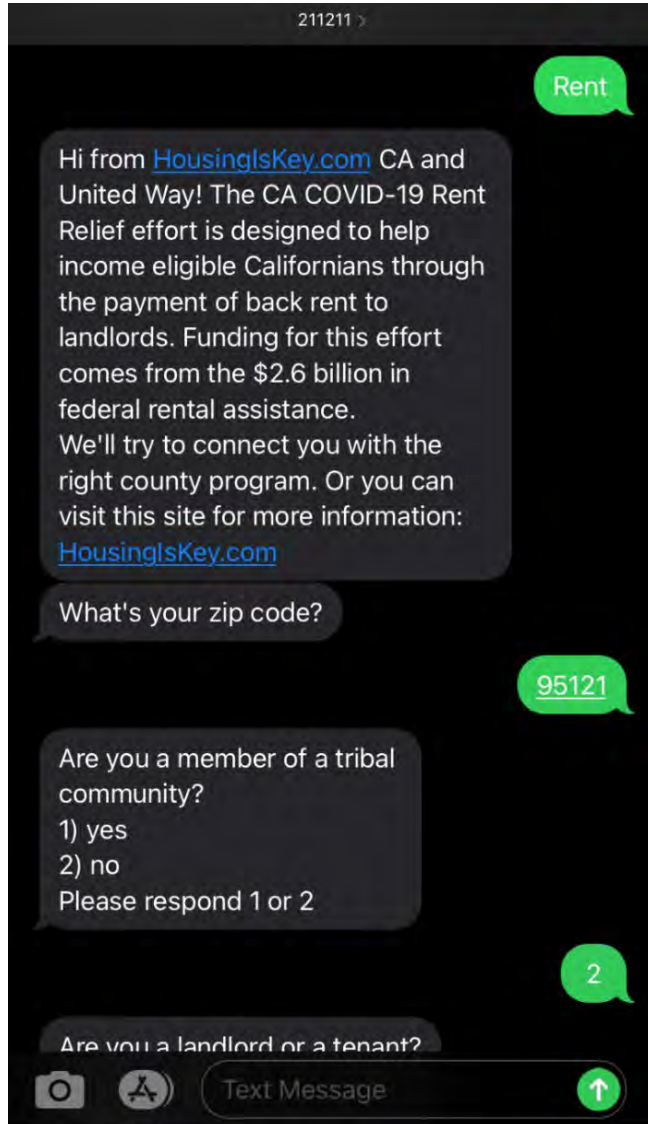 211211
Rent
Hi from HousingIsKey.com CA and
United Way! The CA COVID-19 Rent
Relief effort is designed to help
income eligible Californians through
the payment of back rent to
landlords. Funding for this effort
comes from the $2.6 billion in
federal rental assistance.
We'll try to connect you with the
right county program. Or you can
visit this site for more information:
HousingIsKey.com
What's your zip code?
95121
Are you a member of a tribal
community?
1) yes
2) no
Please respond 1 or 2
2
Are you a landlord or a tenant?
Text Message